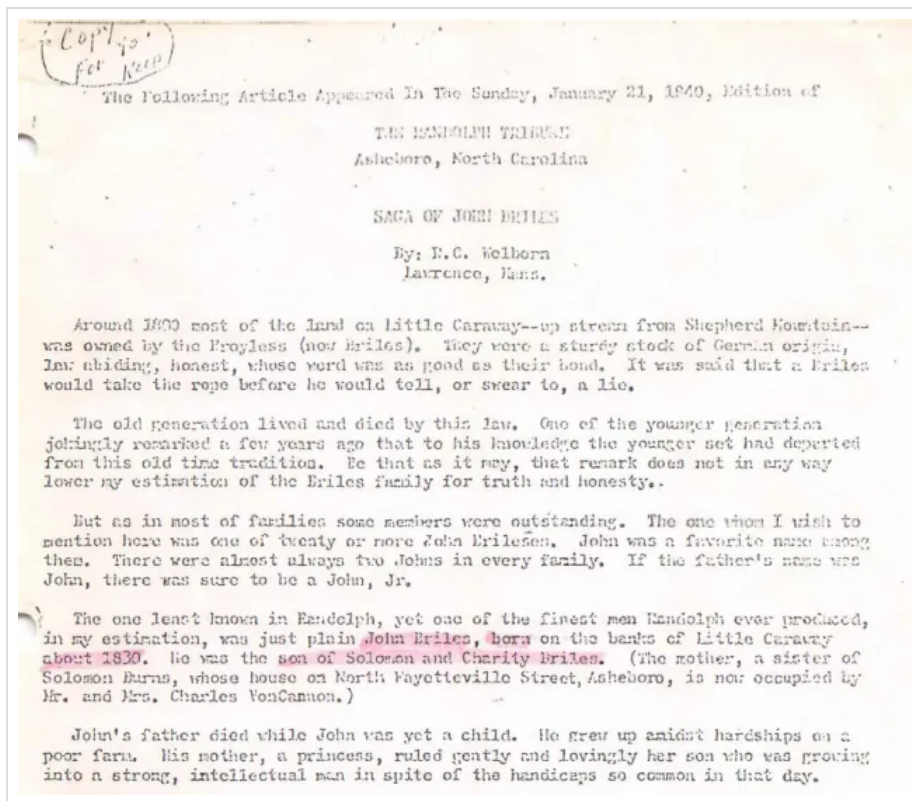 Copy to
for Keep
The Following Article Appeared In The Sunday, January 21, 1940, Edition of
THE RANDOLPH TRIBUNE
Asheboro, North Carolina
SAGA OF JOHN BRILES
By: R.C. Welborn
Lawrence, Kans.
Around 1800 most of the land on Little Caraway--up stream from Shepherd Mountain--
was owned by the Broyless (now Briles). They were a sturdy stock of German origin,
law abiding, honest, whose word was as good as their bond. It was said that a Briles
would take the rope before he would tell, or swear to, a lie.
The old generation lived and died by this law. One of the younger generation
jokingly remarked a few years ago that to his knowledge the younger set had departed
from this old time tradition. Be that as it may, that remark does not in any way
lower my estimation of the Briles family for truth and honesty..
But as in most of families some members were outstanding. The one whom I wish to
mention here was one of twenty or more John Brileses. John was a favorite name among
them. There were almost always two Johns in every family. If the father's name was
John, there was sure to be a John, Jr.
The one least known in Randolph, yet one of the finest men Randolph ever produced,
in my estimation, was just plain John Briles, born on the banks of Little Caraway
about 1830. He was the son of Solomon and Charity Briles. (The mother, a sister of
Solomon Burns, whose house on North Fayetteville Street, Asheboro, is now occupied by
Mr. and Mrs. Charles VonCannon.)
John's father died while John was yet a child. He grew up amidst hardships on a
poor farm. His mother, a princess, ruled gently and lovingly her son who was growing
into a strong, intellectual man in spite of the handicaps so common in that day.